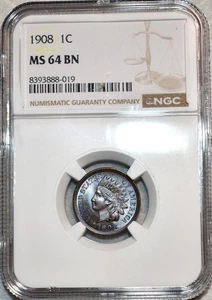 1908 1C
MS 64 BN
8393888-019
NUMISMATIC GUARANTY COMPANY
NGC